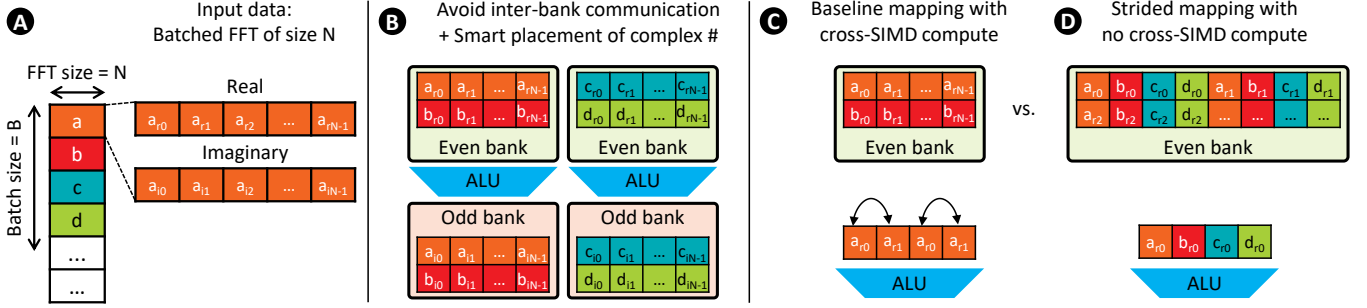 A
Input data:
Batched FFT of size N
FFT size = N
Batch size = B
a
b
c
d
...
...
Real
a_r0 a_r1 a_r2 ... a_rN-1
Imaginary
a_i0 a_i1 a_i2 ... a_iN-1
B
Avoid inter-bank communication
+ Smart placement of complex #
a_r0 a_r1 ... a_rN-1
b_r0 b_r1 ... b_rN-1
Even bank
c_r0 c_r1 ... c_rN-1
d_r0 d_r1 ... d_rN-1
Even bank
ALU
ALU
Odd bank
a_i0 a_i1 ... a_iN-1
b_i0 b_i1 ... b_iN-1
Odd bank
c_i0 c_i1 ... c_iN-1
d_i0 d_i1 ... d_iN-1
C
Baseline mapping with
cross-SIMD compute
a_r0 a_r1 ... a_rN-1
b_r0 b_r1 ... b_rN-1
Even bank
a_r0 a_r1 a_r0 a_r1
ALU
vs.
D
Strided mapping with
no cross-SIMD compute
a_r0 b_r0 c_r0 d_r0 a_r1 b_r1 c_r1 d_r1
a_r2 b_r2 c_r2 d_r2 ... ... ... ...
Even bank
a_r0 b_r0 c_r0 d_r0
ALU